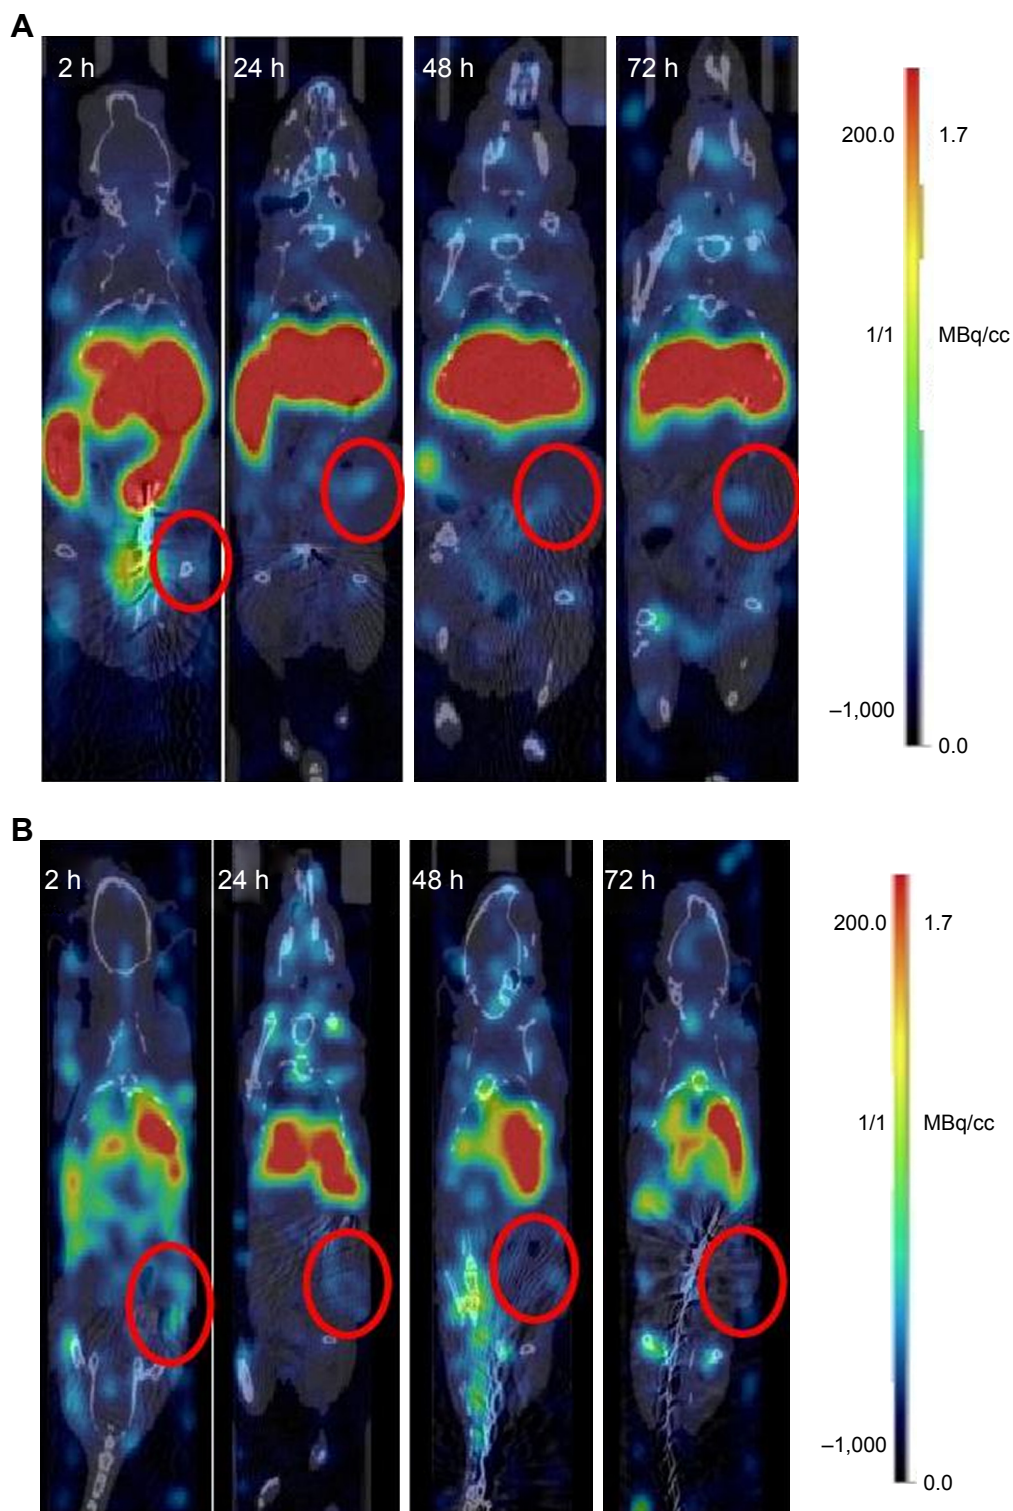 A
2 h
24 h
48 h
72 h
200.0
1.7
1/1
MBq/cc
–1,000
0.0
B
2 h
24 h
48 h
72 h
200.0
1.7
1/1
MBq/cc
–1,000
0.0